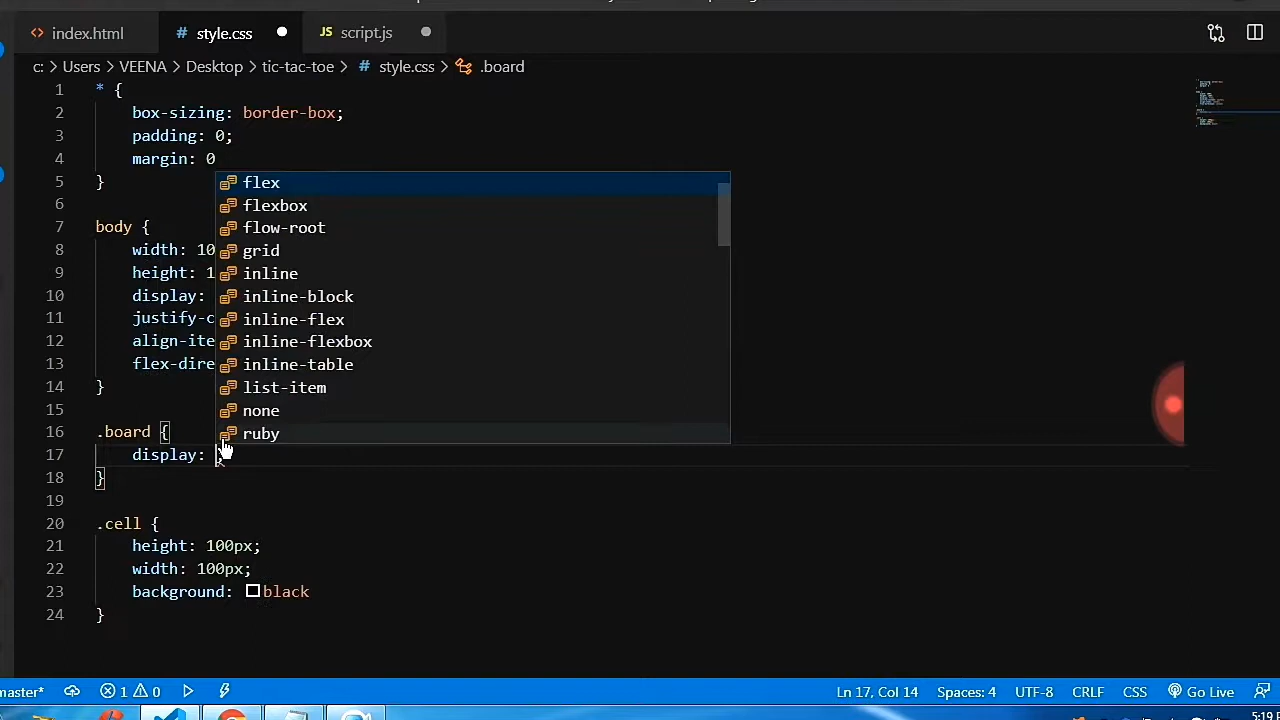 index.html
style.css
script.js
c: > Users > VEENA > Desktop > tic-tac-toe > # style.css > .board
1 * {
2 box-sizing: border-box;
3 padding: 0;
4 margin: 0
5 }
6
7 body {
8 width: 10
9 height: 1
10 display:
11 justify-c
12 align-ite
13 flex-dire
14 }
15
16 .board {
17 display: ;
18 }
19
20 .cell {
21 height: 100px;
22 width: 100px;
23 background: black
24 }
flex
flexbox
flow-root
grid
inline
inline-block
inline-flex
inline-flexbox
inline-table
list-item
none
ruby
master* 1 0 Ln 17, Col 14 Spaces: 4 UTF-8 CRLF CSS Go Live